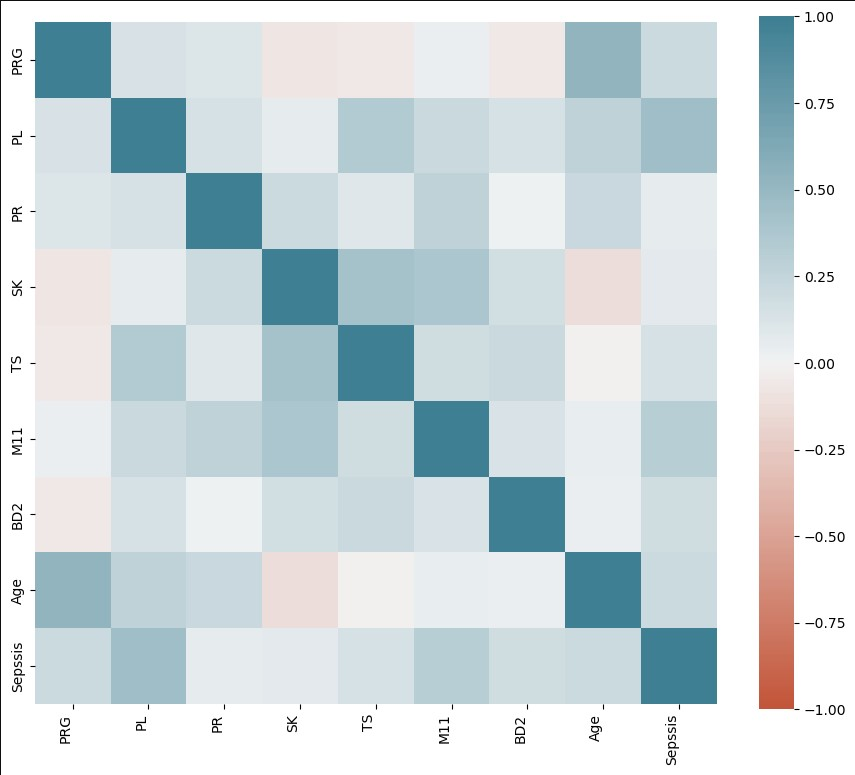 PRG
PL
PR
SK
TS
M11
BD2
Age
Sepssis
PRG
PL
PR
SK
TS
M11
BD2
Age
Sepssis
1.00
0.75
0.50
0.25
0.00
−0.25
−0.50
−0.75
−1.00